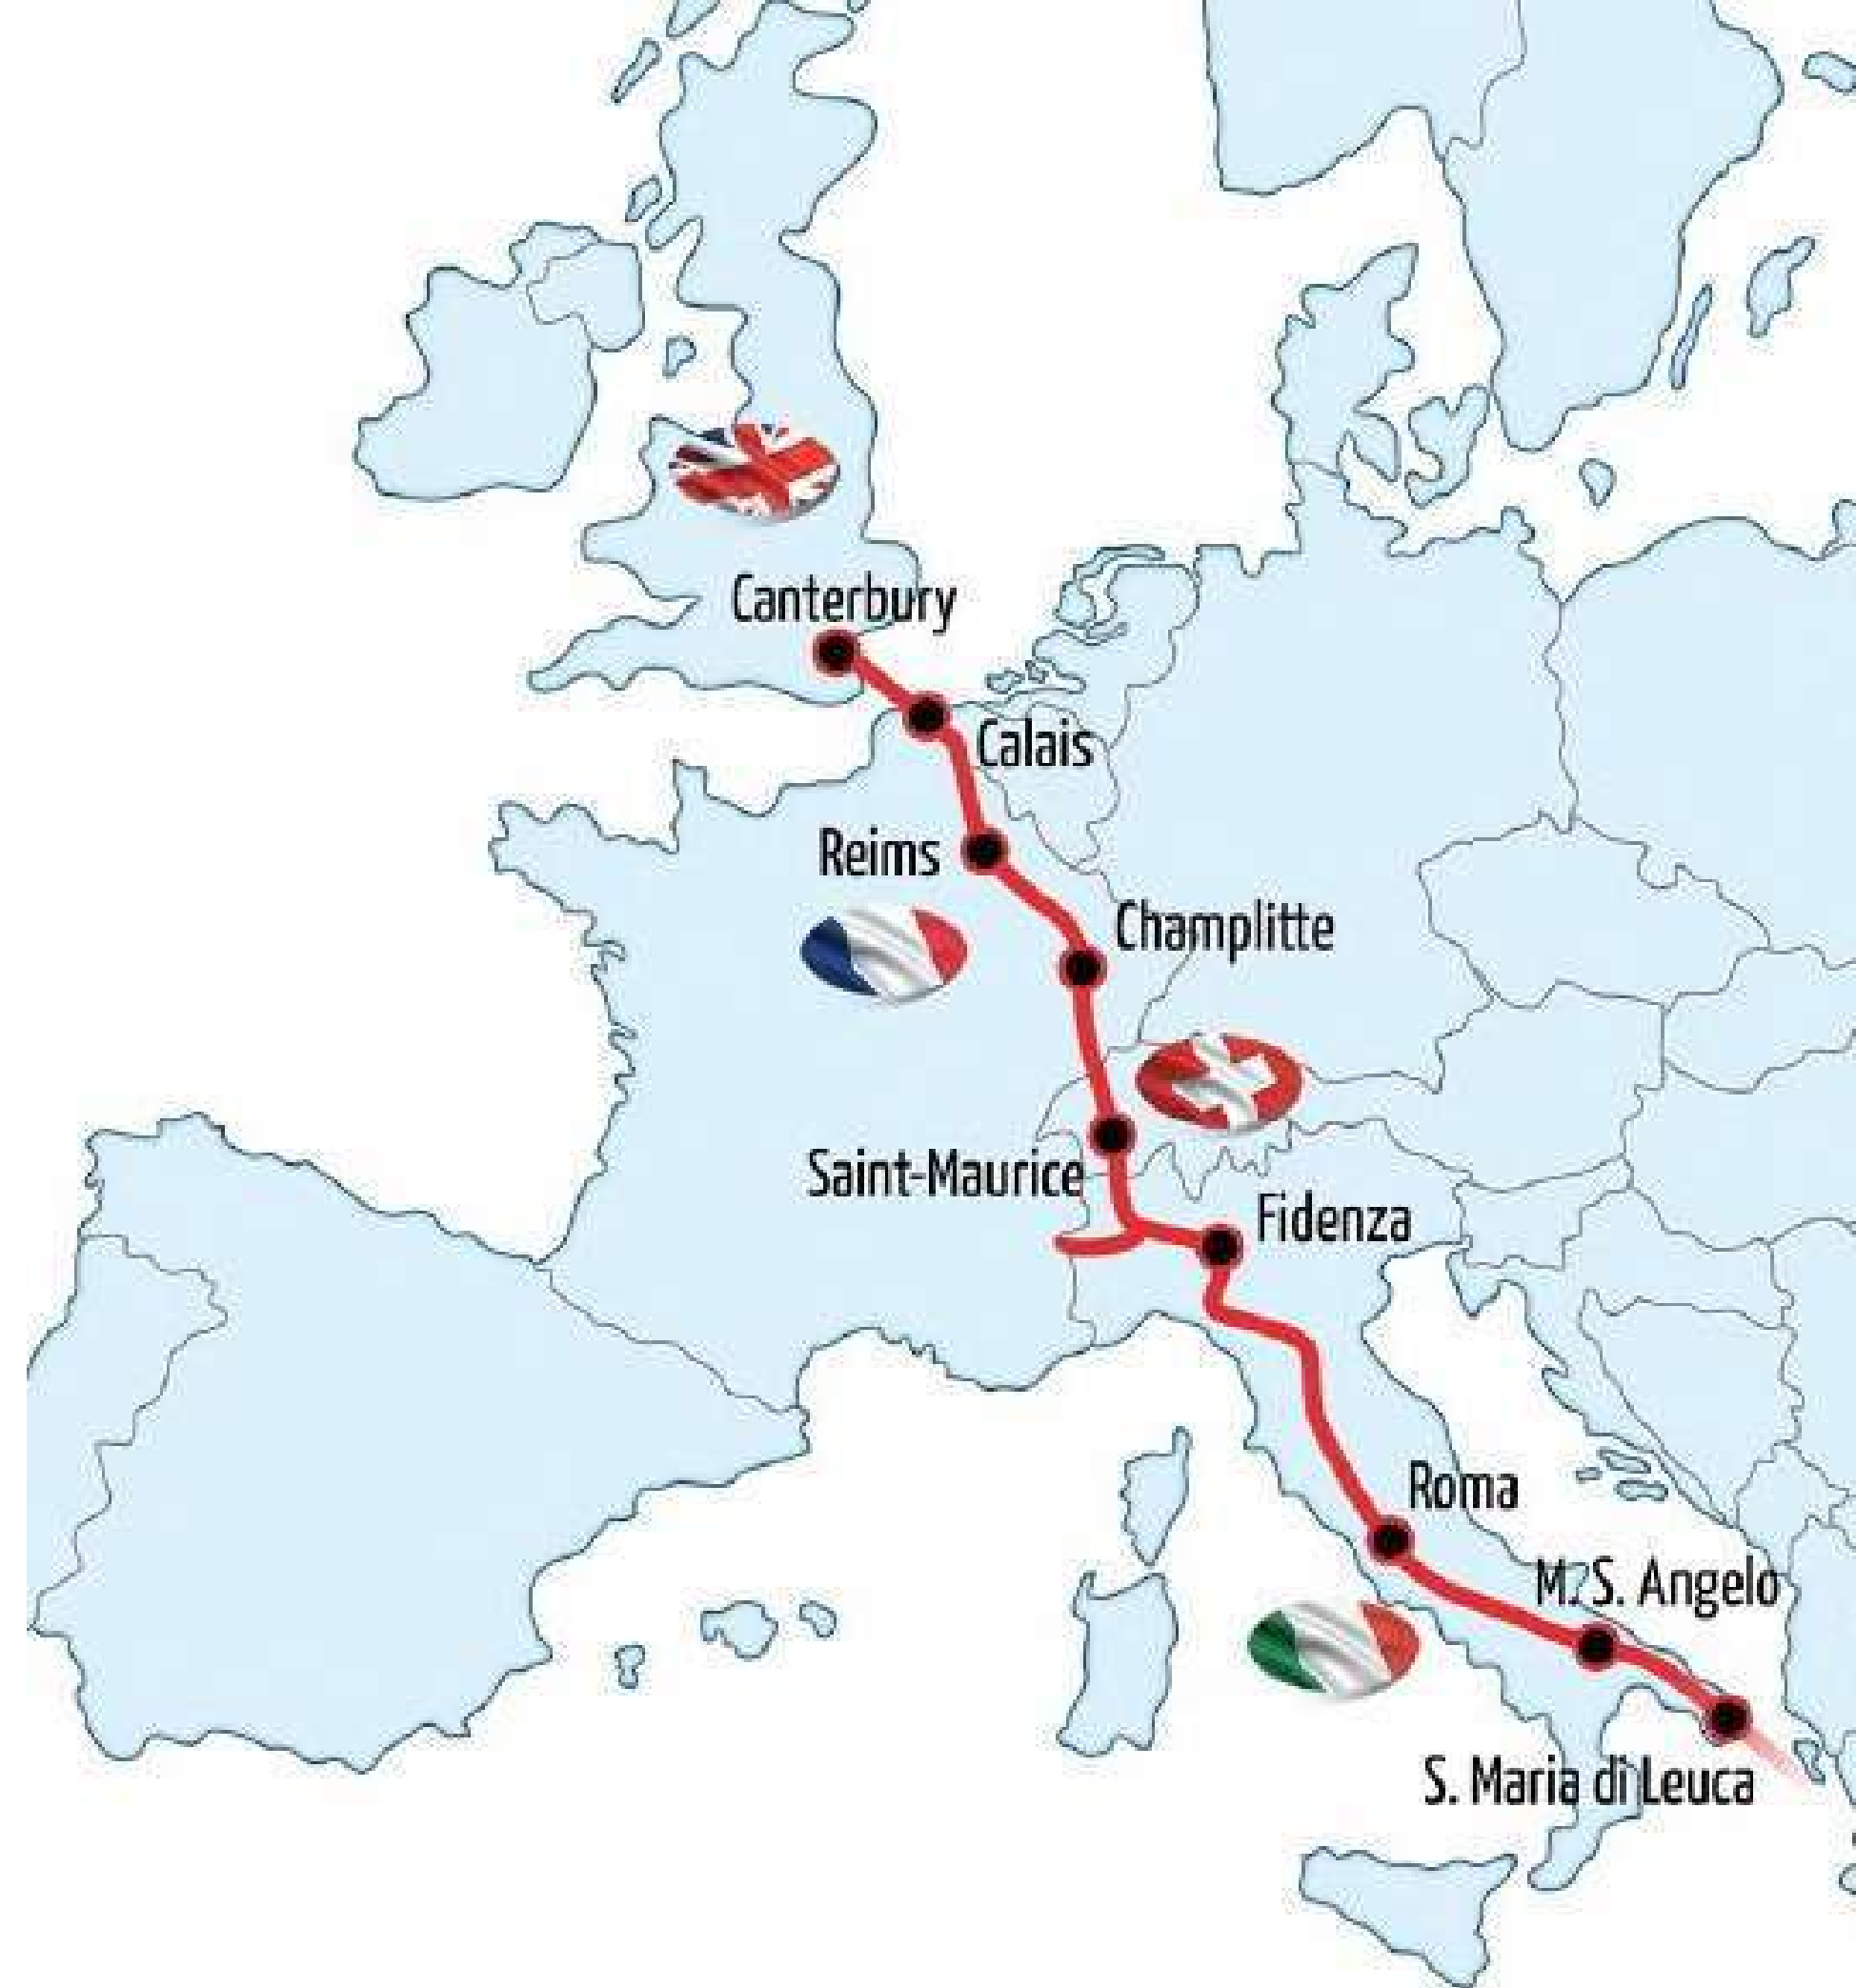 Canterbury
Calais
Reims
Champlitte
Saint-Maurice
Fidenza
Roma
M. S. Angelo
S. Maria di Leuca